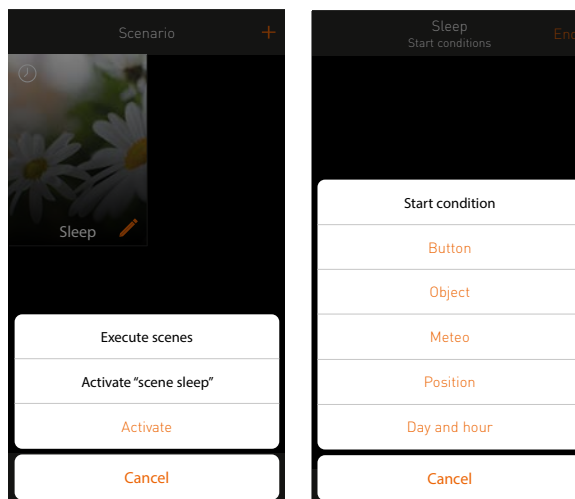 Scenario
+
Sleep
Execute scenes
Activate “scene sleep”
Activate
Cancel
Sleep
Start conditions
Start condition
Button
Object
Meteo
Position
Day and hour
Cancel